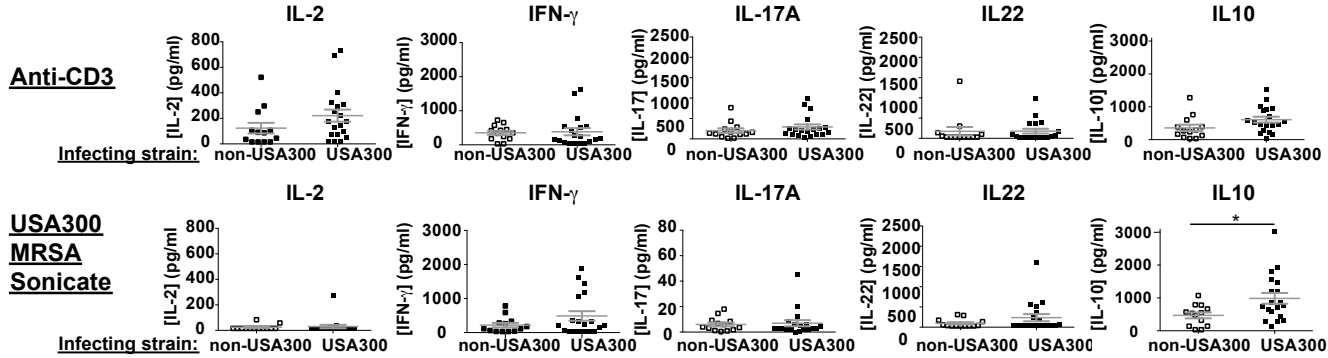 IL-2 IFN-γ IL-17A IL22 IL10
Anti-CD3
[IL-2] (pg/ml)
800
600
400
200
0
[IFN-γ] (pg/ml)
3000
2000
1000
0
[IL-17] (pg/ml)
2500
2000
1500
1000
500
0
[IL-22] (pg/ml)
2500
2000
1500
1000
500
0
[IL-10] (pg/ml)
3000
2000
1000
0
Infecting strain: non-USA300 USA300 non-USA300 USA300 non-USA300 USA300 non-USA300 USA300 non-USA300 USA300
IL-2 IFN-γ IL-17A IL22 IL10
USA300
MRSA
Sonicate
[IL-2] (pg/ml)
800
600
400
200
0
[IFN-γ] (pg/ml)
3000
2000
1000
0
[IL-17] (pg/ml)
80
60
40
20
0
[IL-22] (pg/ml)
2500
2000
1500
1000
500
0
[IL-10] (pg/ml)
3000
2000
1000
0
*
Infecting strain: non-USA300 USA300 non-USA300 USA300 non-USA300 USA300 non-USA300 USA300 non-USA300 USA300